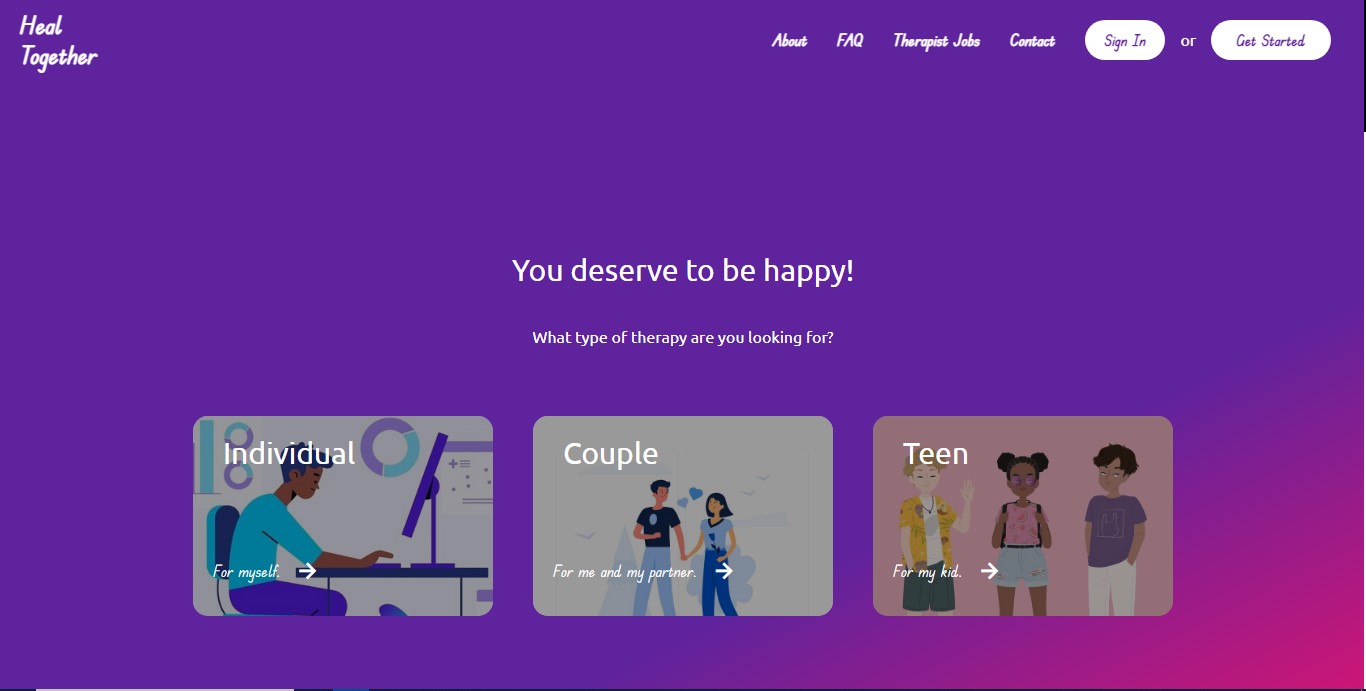 Heal
Together
About FAQ Therapist Jobs Contact Sign In or Get Started
You deserve to be happy!
What type of therapy are you looking for?
Individual
For myself.
Couple
For me and my partner.
Teen
For my kid.